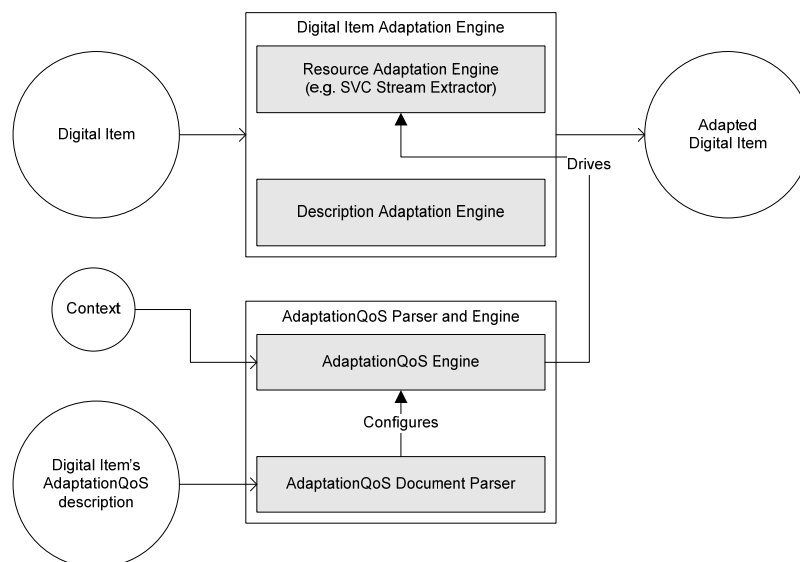 Digital Item Adaptation Engine
Resource Adaptation Engine
(e.g. SVC Stream Extractor)
Digital Item
Adapted
Digital Item
Drives
Description Adaptation Engine
Context
AdaptationQoS Parser and Engine
AdaptationQoS Engine
Configures
Digital Item's
AdaptationQoS
description
AdaptationQoS Document Parser